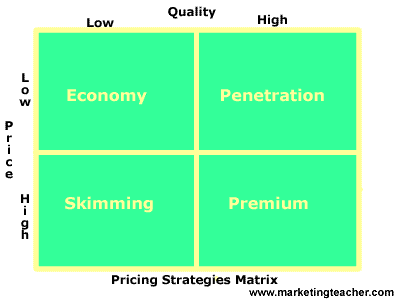 Quality
Low High
Low
Price
High
Economy Penetration
Skimming Premium
Pricing Strategies Matrix
www.marketingteacher.com